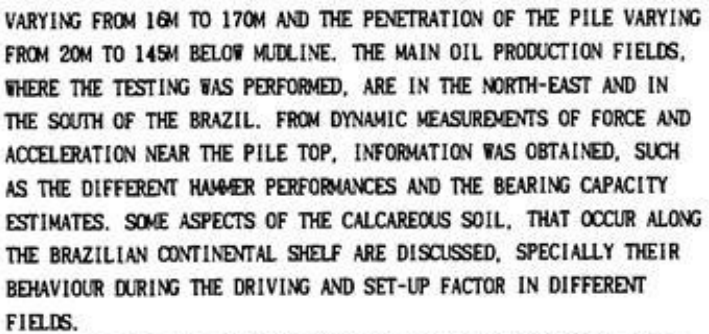 VARYING FROM 16M TO 170M AND THE PENETRATION OF THE PILE VARYING
FROM 20M TO 145M BELOW MUDLINE. THE MAIN OIL PRODUCTION FIELDS,
WHERE THE TESTING WAS PERFORMED, ARE IN THE NORTH-EAST AND IN
THE SOUTH OF THE BRAZIL. FROM DYNAMIC MEASUREMENTS OF FORCE AND
ACCELERATION NEAR THE PILE TOP, INFORMATION WAS OBTAINED, SUCH
AS THE DIFFERENT HAMMER PERFORMANCES AND THE BEARING CAPACITY
ESTIMATES. SOME ASPECTS OF THE CALCAREOUS SOIL, THAT OCCUR ALONG
THE BRAZILIAN CONTINENTAL SHELF ARE DISCUSSED, SPECIALLY THEIR
BEHAVIOUR DURING THE DRIVING AND SET-UP FACTOR IN DIFFERENT
FIELDS.